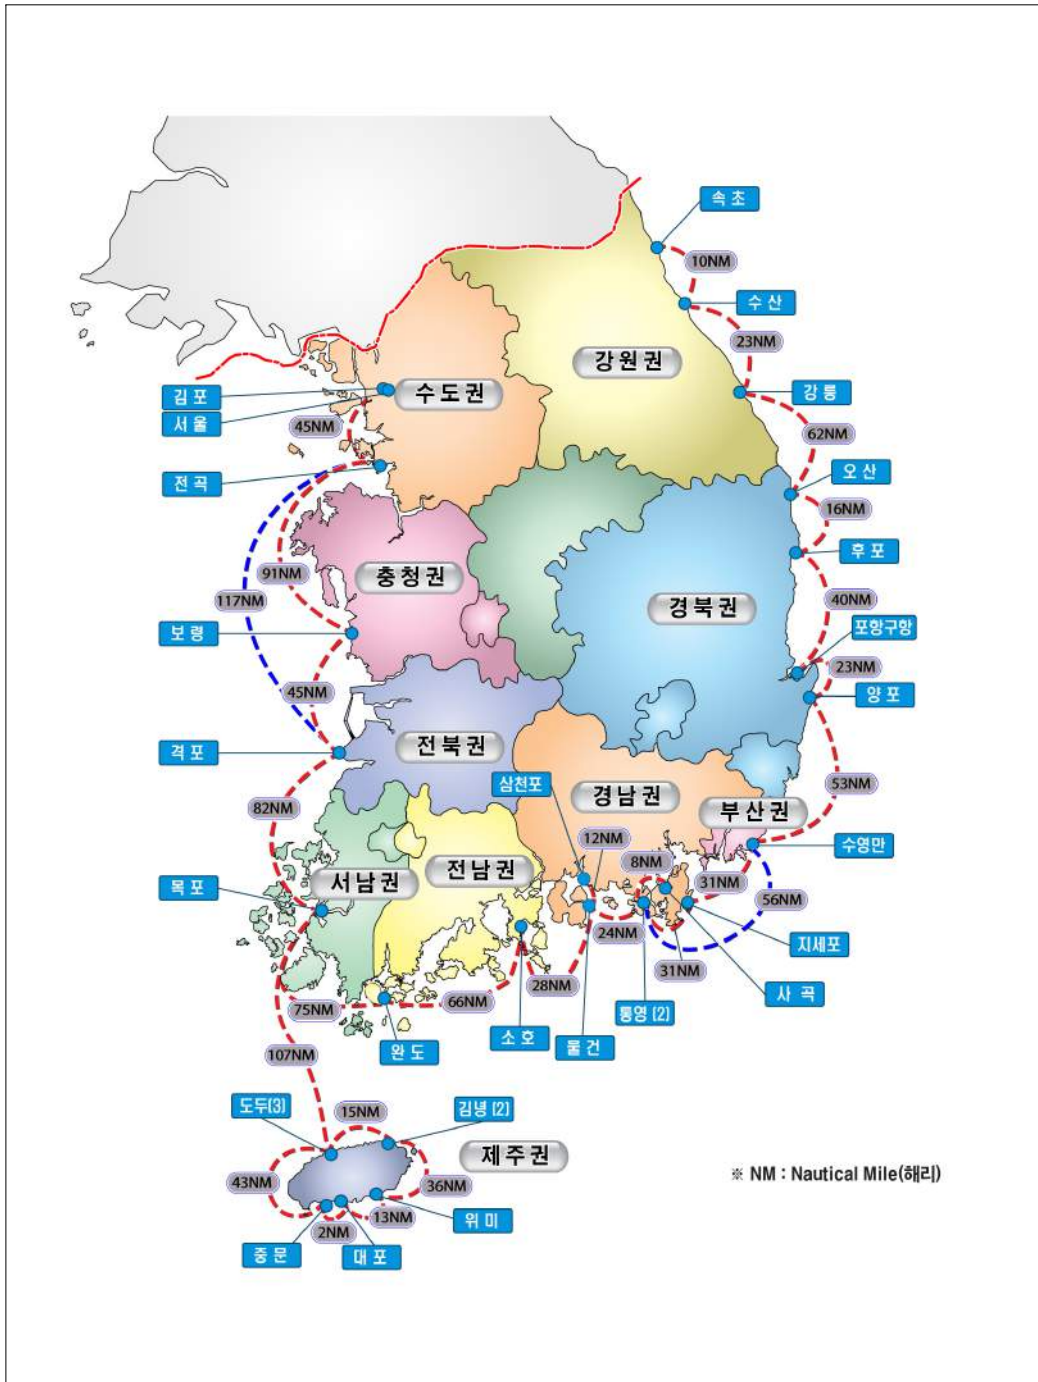 속초
10NM
수산
23NM
강원권
김포
수도권
강릉
서울
45NM
62NM
오산
전곡
16NM
후포
91NM
충청권
117NM
경북권
40NM
보령
포항구항
23NM
45NM
양포
격포
전북권
삼천포
경남권
53NM
82NM
부산권
12NM
수영만
8NM
전남권
서남권
31NM
목포
56NM
24NM
지세포
31NM
28NM
사곡
66NM
75NM
통영 (2)
소호
물건
완도
107NM
도두(3)
15NM
김녕 (2)
제주권
※ NM : Nautical Mile(해리)
43NM
36NM
13NM
위미
2NM
중문
대포